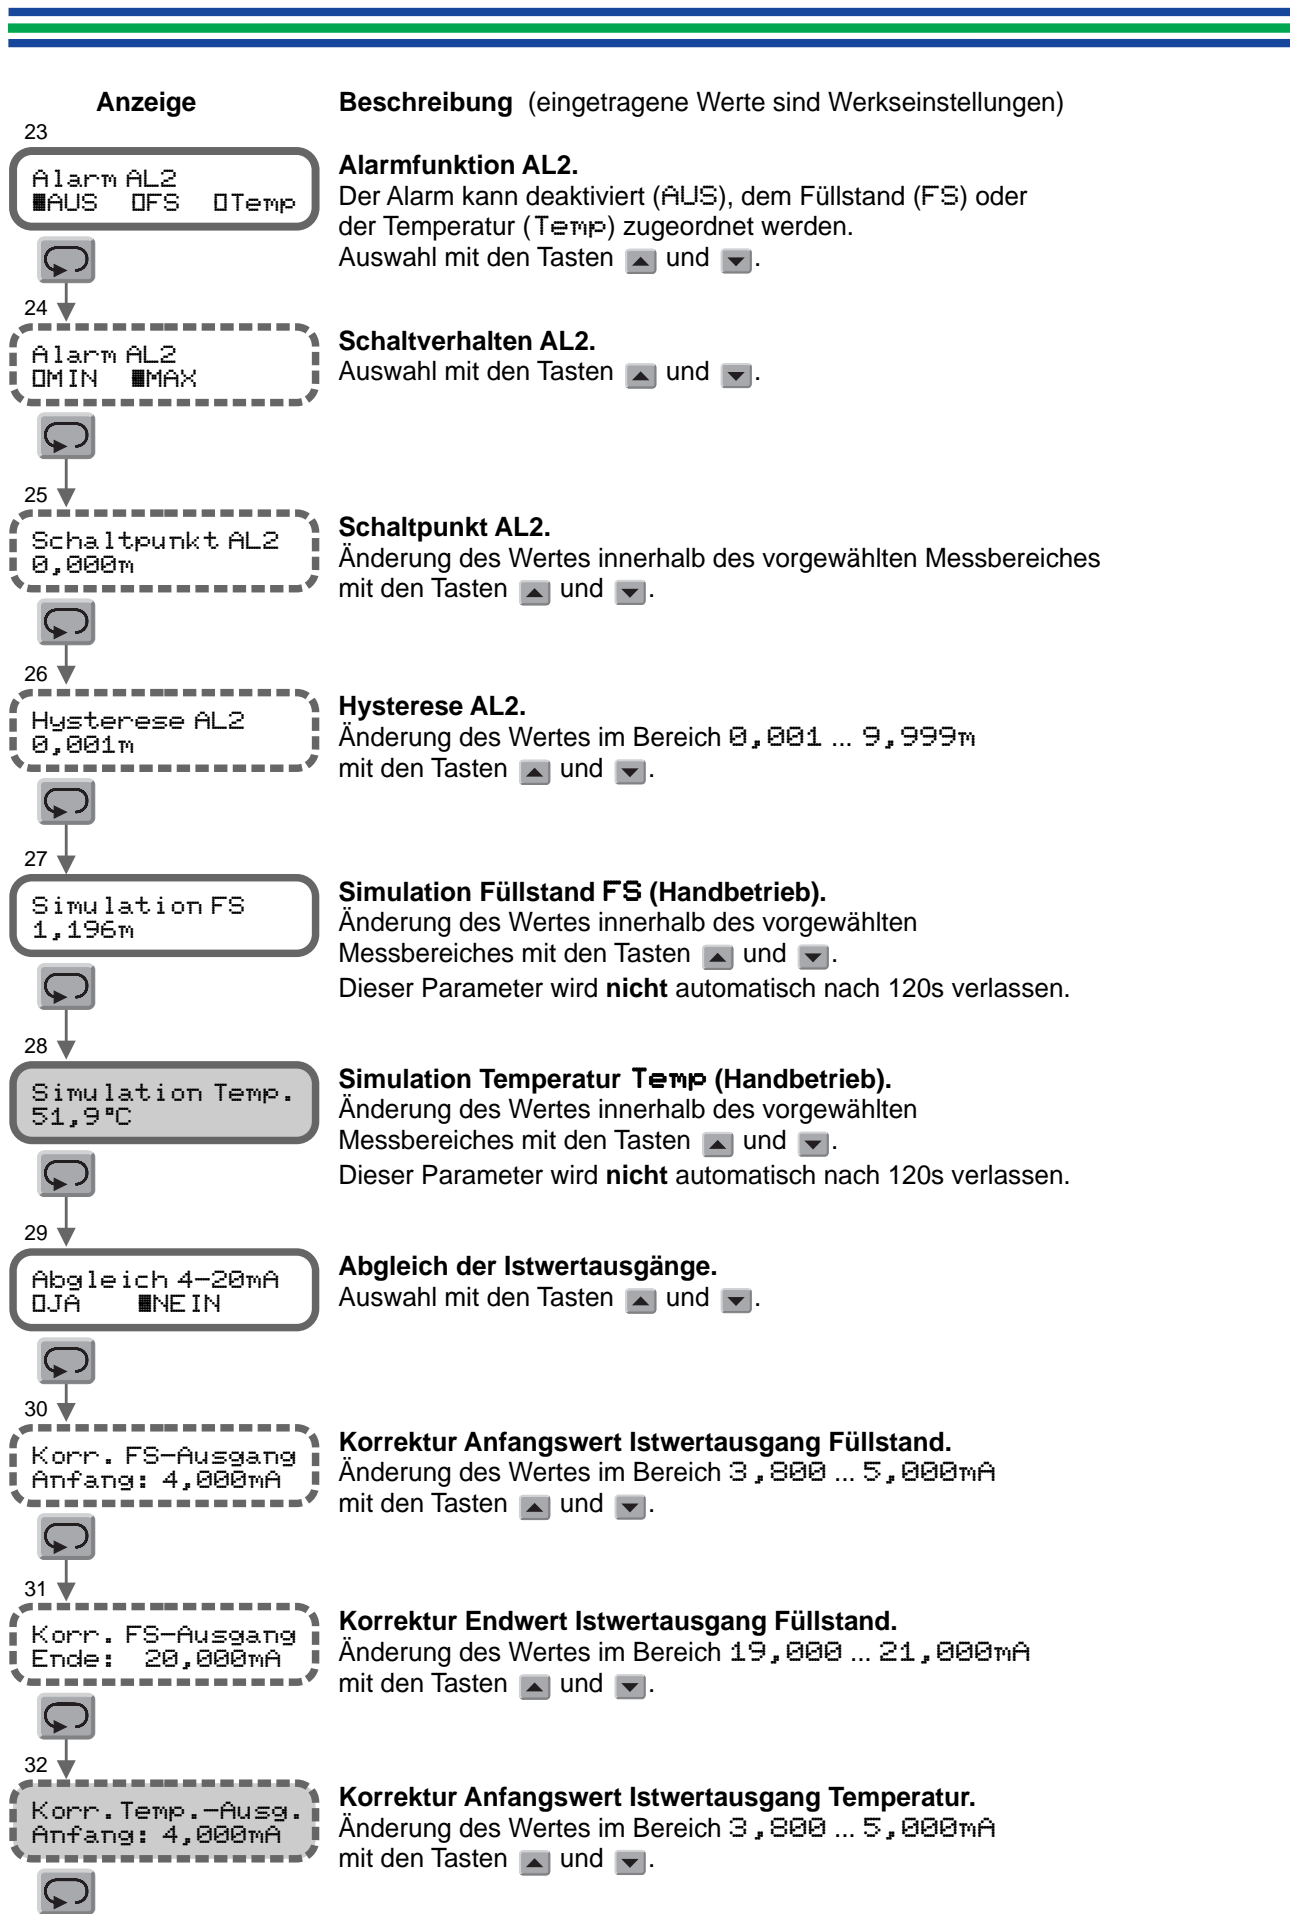 Anzeige Beschreibung (eingetragene Werte sind Werkseinstellungen)
23
Alarm AL2
■AUS □FS □Temp
Alarmfunktion AL2.
Der Alarm kann deaktiviert (AUS), dem Füllstand (FS) oder
der Temperatur (Temp) zugeordnet werden.
Auswahl mit den Tasten ▲ und ▼.
24
Alarm AL2
□MIN ■MAX
Schaltverhalten AL2.
Auswahl mit den Tasten ▲ und ▼.
25
Schaltpunkt AL2
0,000m
Schaltpunkt AL2.
Änderung des Wertes innerhalb des vorgewählten Messbereiches
mit den Tasten ▲ und ▼.
26
Hysterese AL2
0,001m
Hysterese AL2.
Änderung des Wertes im Bereich 0,001 ... 9,999m
mit den Tasten ▲ und ▼.
27
Simulation FS
1,196m
Simulation Füllstand FS (Handbetrieb).
Änderung des Wertes innerhalb des vorgewählten
Messbereiches mit den Tasten ▲ und ▼.
Dieser Parameter wird nicht automatisch nach 120s verlassen.
28
Simulation Temp.
51,9°C
Simulation Temperatur Temp (Handbetrieb).
Änderung des Wertes innerhalb des vorgewählten
Messbereiches mit den Tasten ▲ und ▼.
Dieser Parameter wird nicht automatisch nach 120s verlassen.
29
Abgleich 4-20mA
□JA ■NEIN
Abgleich der Istwertausgänge.
Auswahl mit den Tasten ▲ und ▼.
30
Korr. FS-Ausgang
Anfang: 4,000mA
Korrektur Anfangswert Istwertausgang Füllstand.
Änderung des Wertes im Bereich 3,800 ... 5,000mA
mit den Tasten ▲ und ▼.
31
Korr. FS-Ausgang
Ende: 20,000mA
Korrektur Endwert Istwertausgang Füllstand.
Änderung des Wertes im Bereich 19,000 ... 21,000mA
mit den Tasten ▲ und ▼.
32
Korr.Temp.-Ausg.
Anfang: 4,000mA
Korrektur Anfangswert Istwertausgang Temperatur.
Änderung des Wertes im Bereich 3,800 ... 5,000mA
mit den Tasten ▲ und ▼.